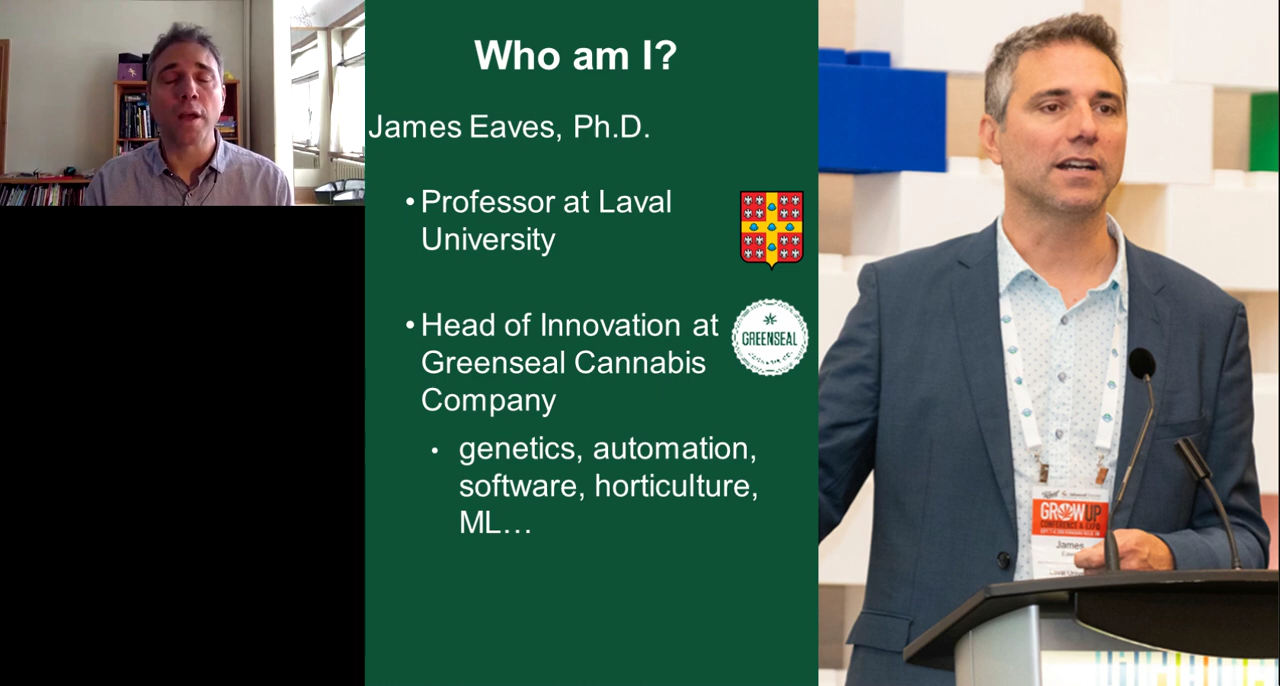 Who am I?
James Eaves, Ph.D.
• Professor at Laval
University
• Head of Innovation at
Greenseal Cannabis
Company
• genetics, automation,
software, horticulture,
ML…
GREENSEAL
GROWUP
CONFERENCE & EXPO
James